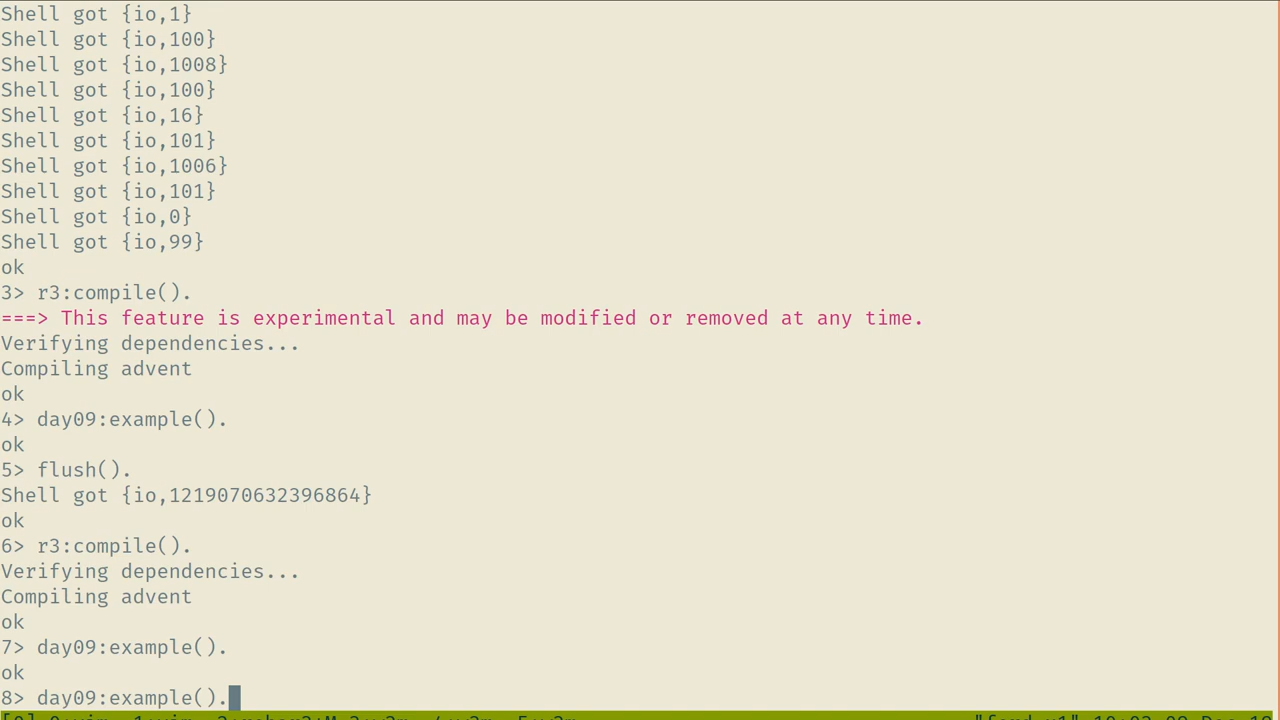 Shell got {io,1}
Shell got {io,100}
Shell got {io,1008}
Shell got {io,100}
Shell got {io,16}
Shell got {io,101}
Shell got {io,1006}
Shell got {io,101}
Shell got {io,0}
Shell got {io,99}
ok
3> r3:compile().
===> This feature is experimental and may be modified or removed at any time.
Verifying dependencies...
Compiling advent
ok
4> day09:example().
ok
5> flush().
Shell got {io,1219070632396864}
ok
6> r3:compile().
Verifying dependencies...
Compiling advent
ok
7> day09:example().
ok
8> day09:example().